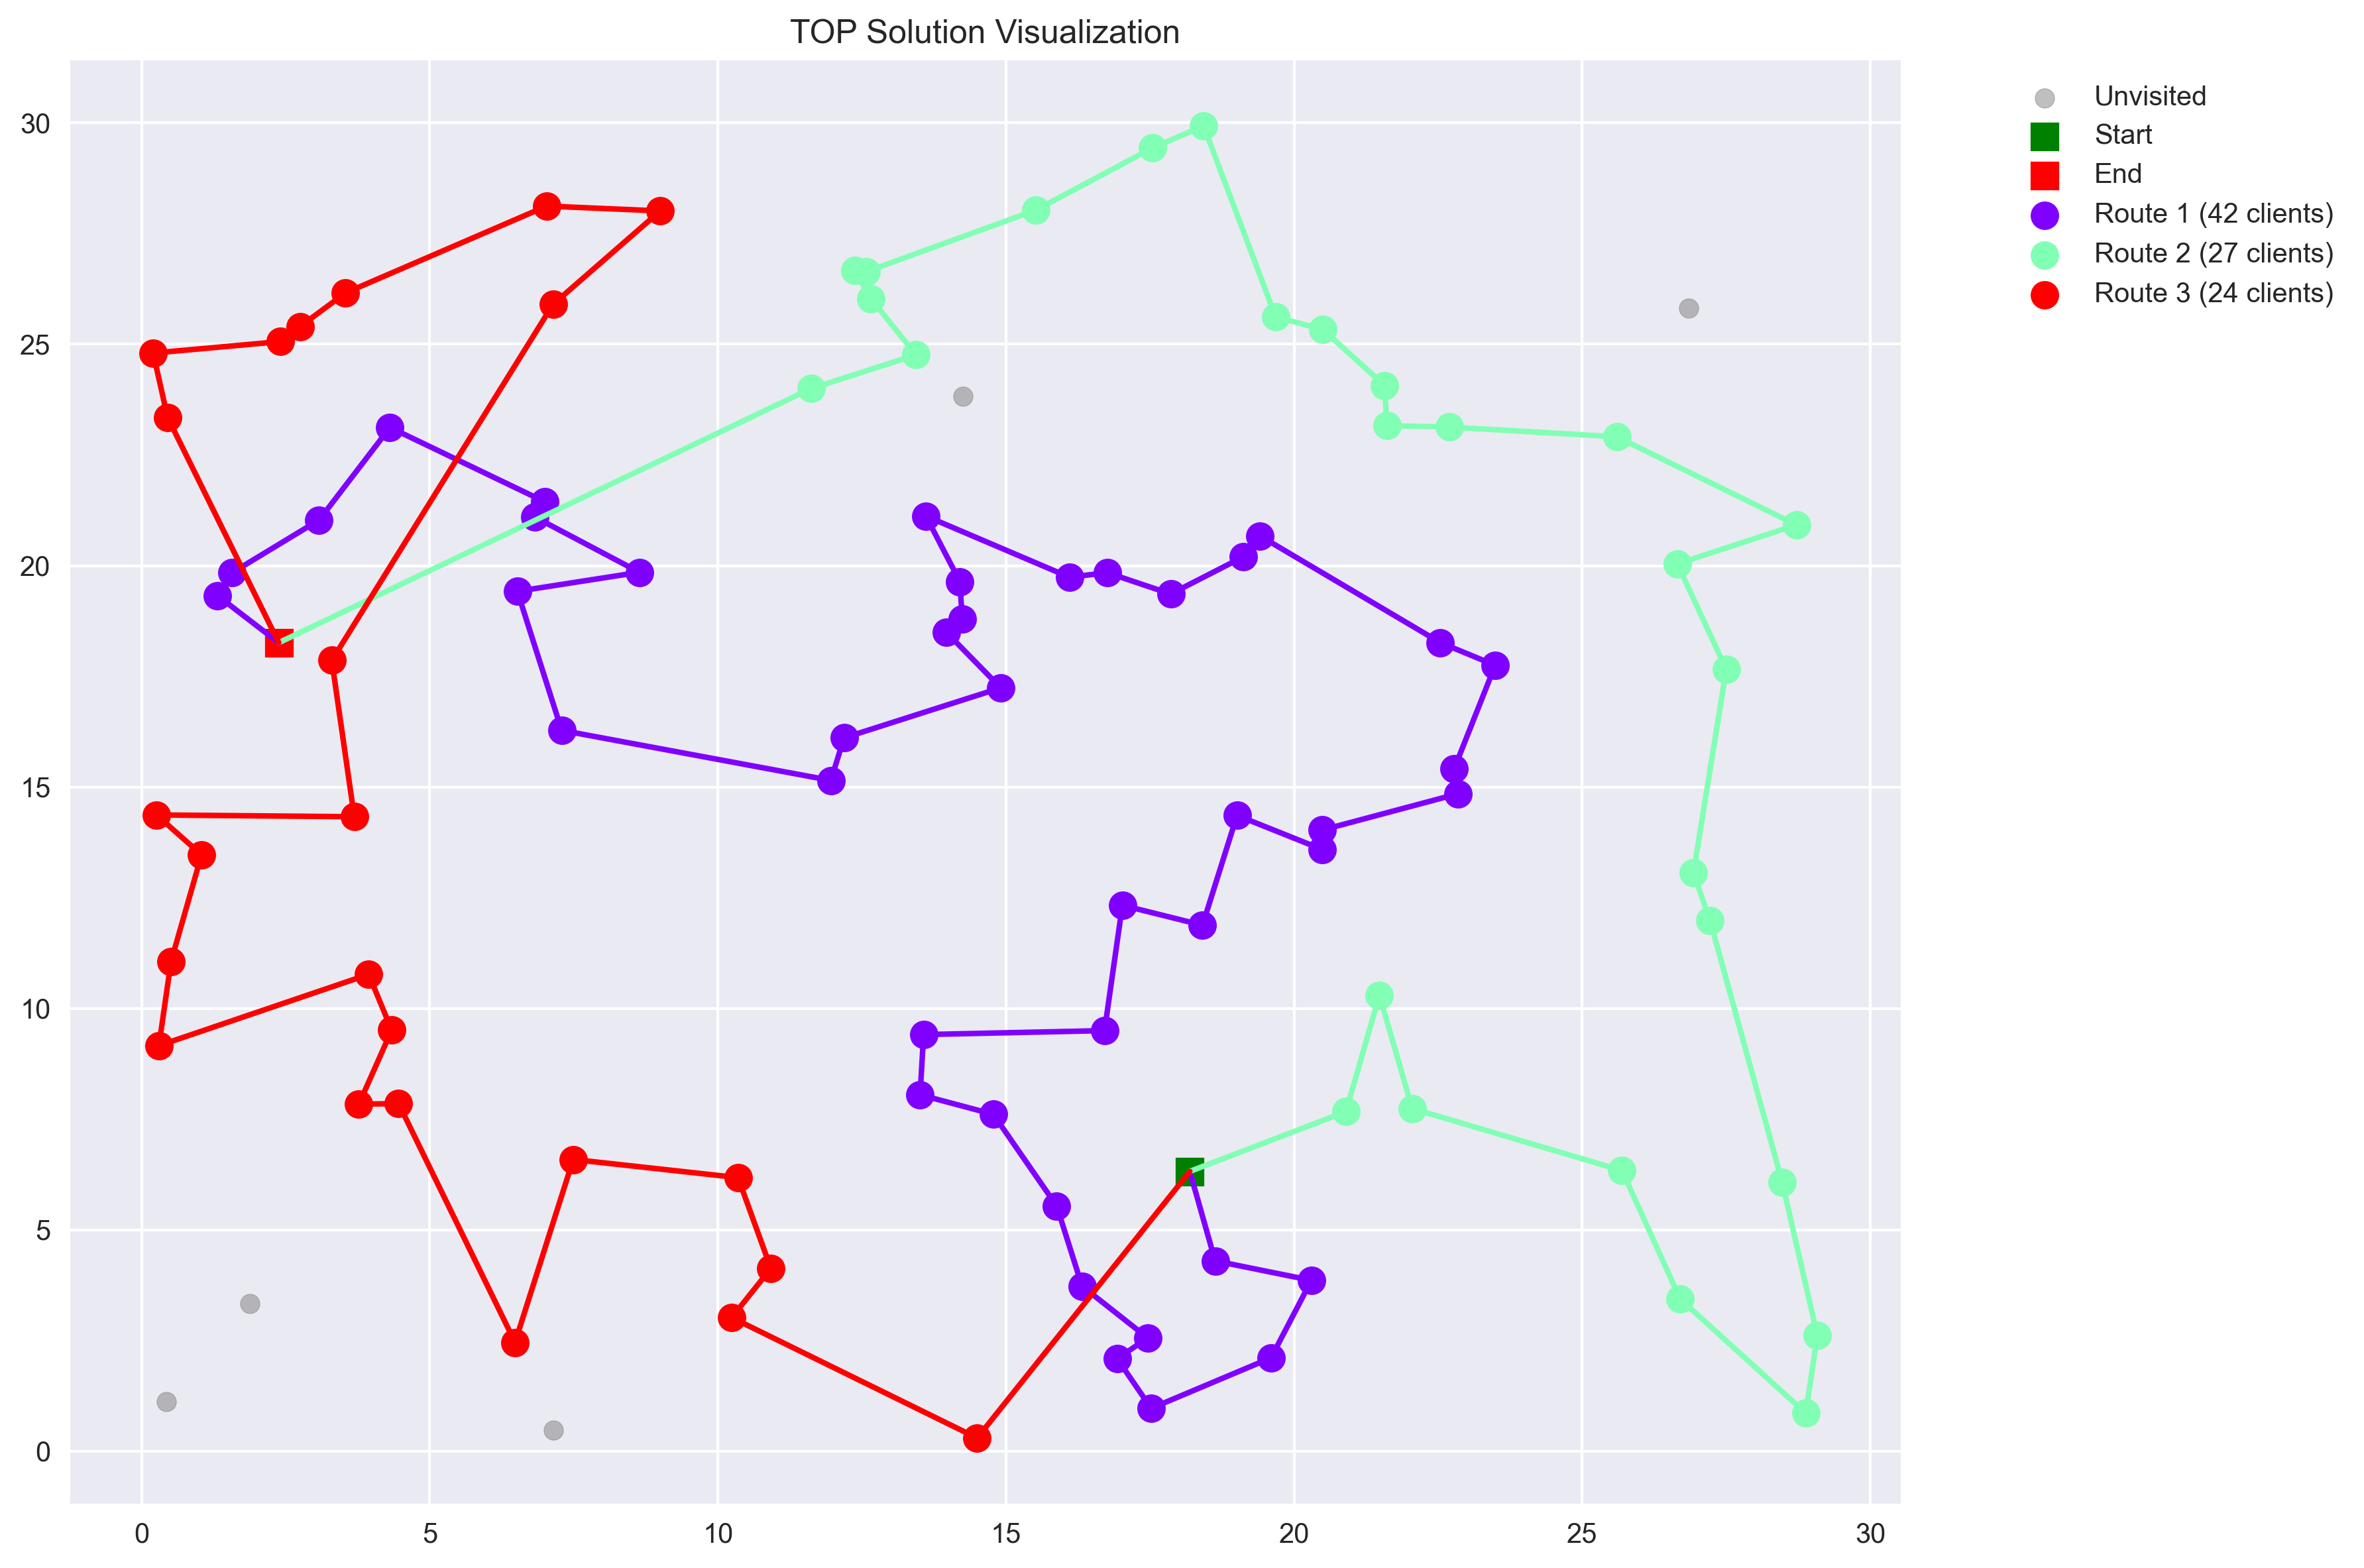 TOP Solution Visualization
30
25
20
15
10
5
0
0 5 10 15 20 25 30
Unvisited
Start
End
Route 1 (42 clients)
Route 2 (27 clients)
Route 3 (24 clients)